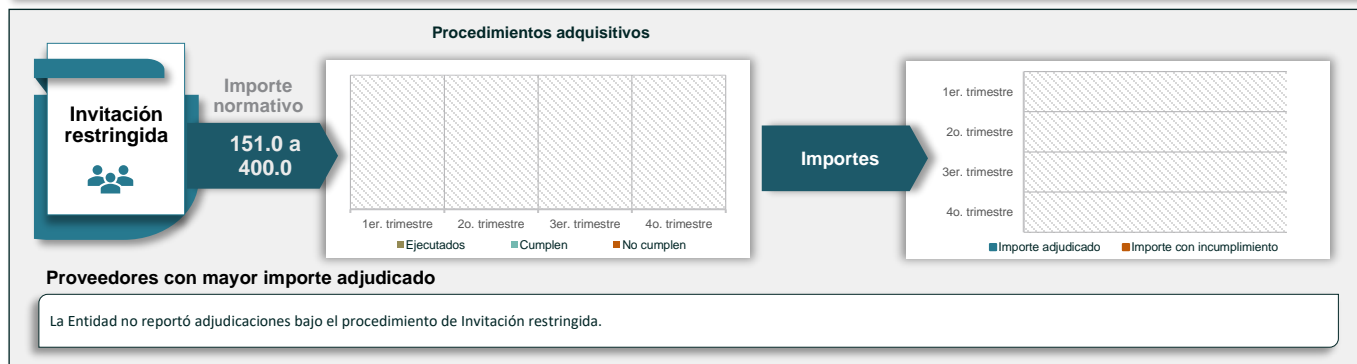 Procedimientos adquisitivos
Invitación
restringida
Importe
normativo
151.0 a
400.0
1er. trimestre 2o. trimestre 3er. trimestre 4o. trimestre
Ejecutados Cumplen No cumplen
Importes
1er. trimestre
2o. trimestre
3er. trimestre
4o. trimestre
Importe adjudicado Importe con incumplimiento
Proveedores con mayor importe adjudicado
La Entidad no reportó adjudicaciones bajo el procedimiento de Invitación restringida.